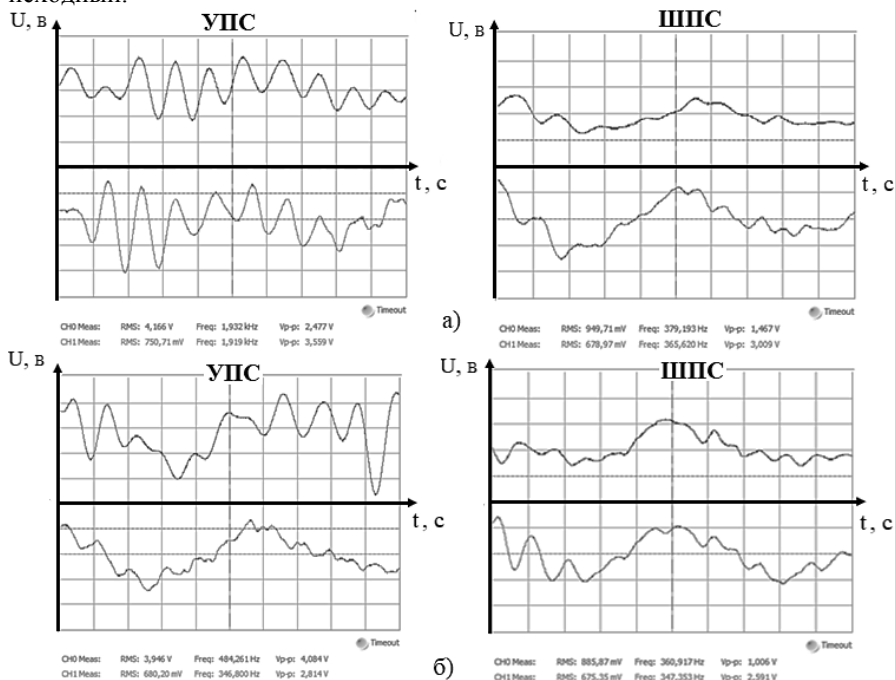 исходный.
U, в УПС
U, в ШПС
t, с
t, с
Timeout
Timeout
CH0 Meas: RMS: 4,166 V Freq: 1,932 kHz Vp-p: 2,477 V
CH1 Meas: RMS: 750,71 mV Freq: 1,919 kHz Vp-p: 3,559 V
а)
CH0 Meas: RMS: 949,71 mV Freq: 379,193 Hz Vp-p: 1,467 V
CH1 Meas: RMS: 678,97 mV Freq: 365,620 Hz Vp-p: 3,009 V
U, в УПС
U, в ШПС
t, с
t, с
Timeout
Timeout
CH0 Meas: RMS: 3,946 V Freq: 484,261 Hz Vp-p: 4,084 V
CH1 Meas: RMS: 680,20 mV Freq: 346,800 Hz Vp-p: 2,814 V
б)
CH0 Meas: RMS: 885,87 mV Freq: 360,917 Hz Vp-p: 1,006 V
CH1 Meas: RMS: 675,35 mV Freq: 347,353 Hz Vp-p: 2,591 V